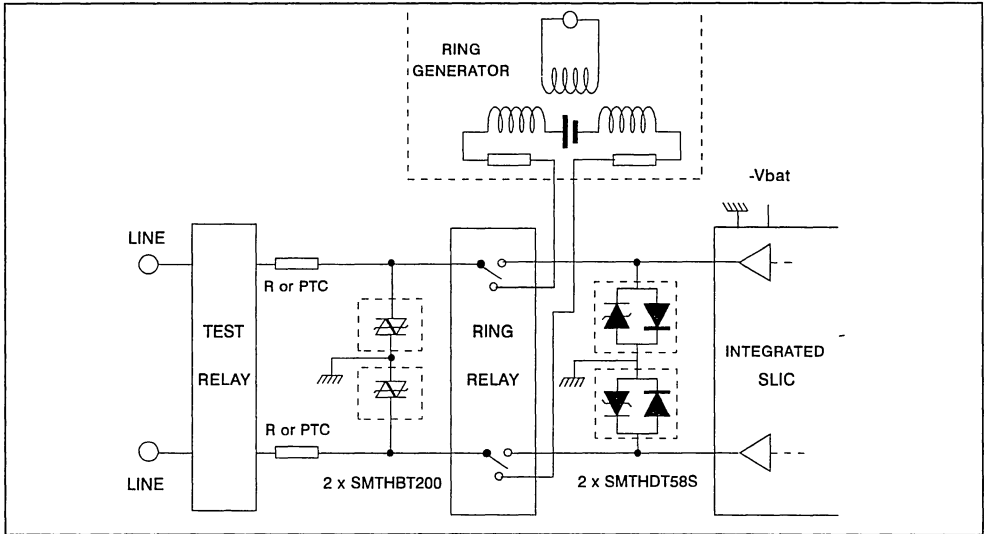 RING
GENERATOR
-Vbat
LINE
R or PTC
TEST
RELAY
RING
RELAY
INTEGRATED
SLIC
R or PTC
LINE
2 x SMTHBT200
2 x SMTHDT58S